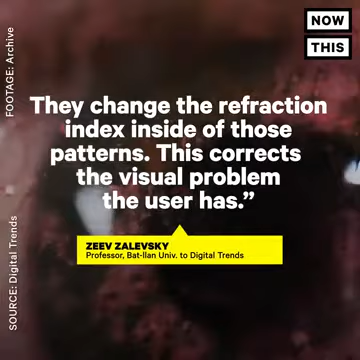 NOW
THIS
FOOTAGE: Archive
They change the refraction
index inside of those
patterns. This corrects
the visual problem
the user has.”
ZEEV ZALEVSKY
Professor, Bat-Ilan Univ. to Digital Trends
SOURCE: Digital Trends